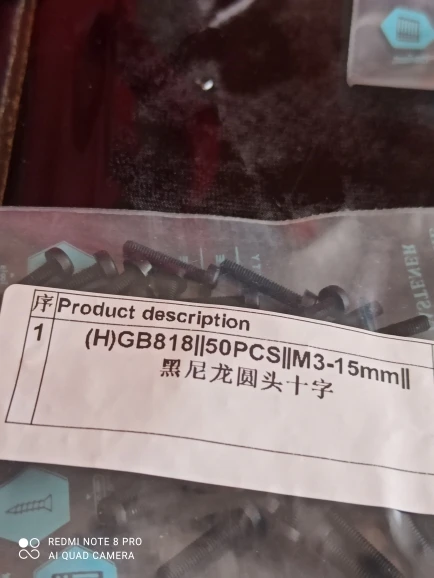 FASTENER
序 Product description
1 (H)GB818||50PCS||M3-15mm||
黑尼龙圆头十字
REDMI NOTE 8 PRO
AI QUAD CAMERA